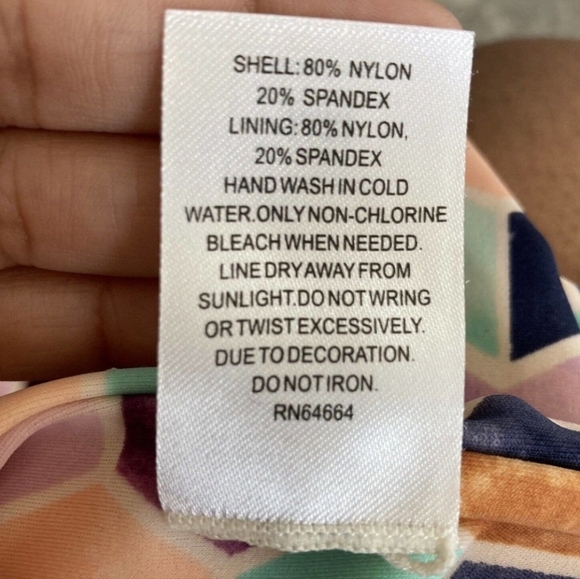 SHELL: 80% NYLON
20% SPANDEX
LINING: 80% NYLON,
20% SPANDEX
HAND WASH IN COLD
WATER.ONLY NON-CHLORINE
BLEACH WHEN NEEDED.
LINE DRY AWAY FROM
SUNLIGHT.DO NOT WRING
OR TWIST EXCESSIVELY.
DUE TO DECORATION.
DO NOT IRON.
RN64664